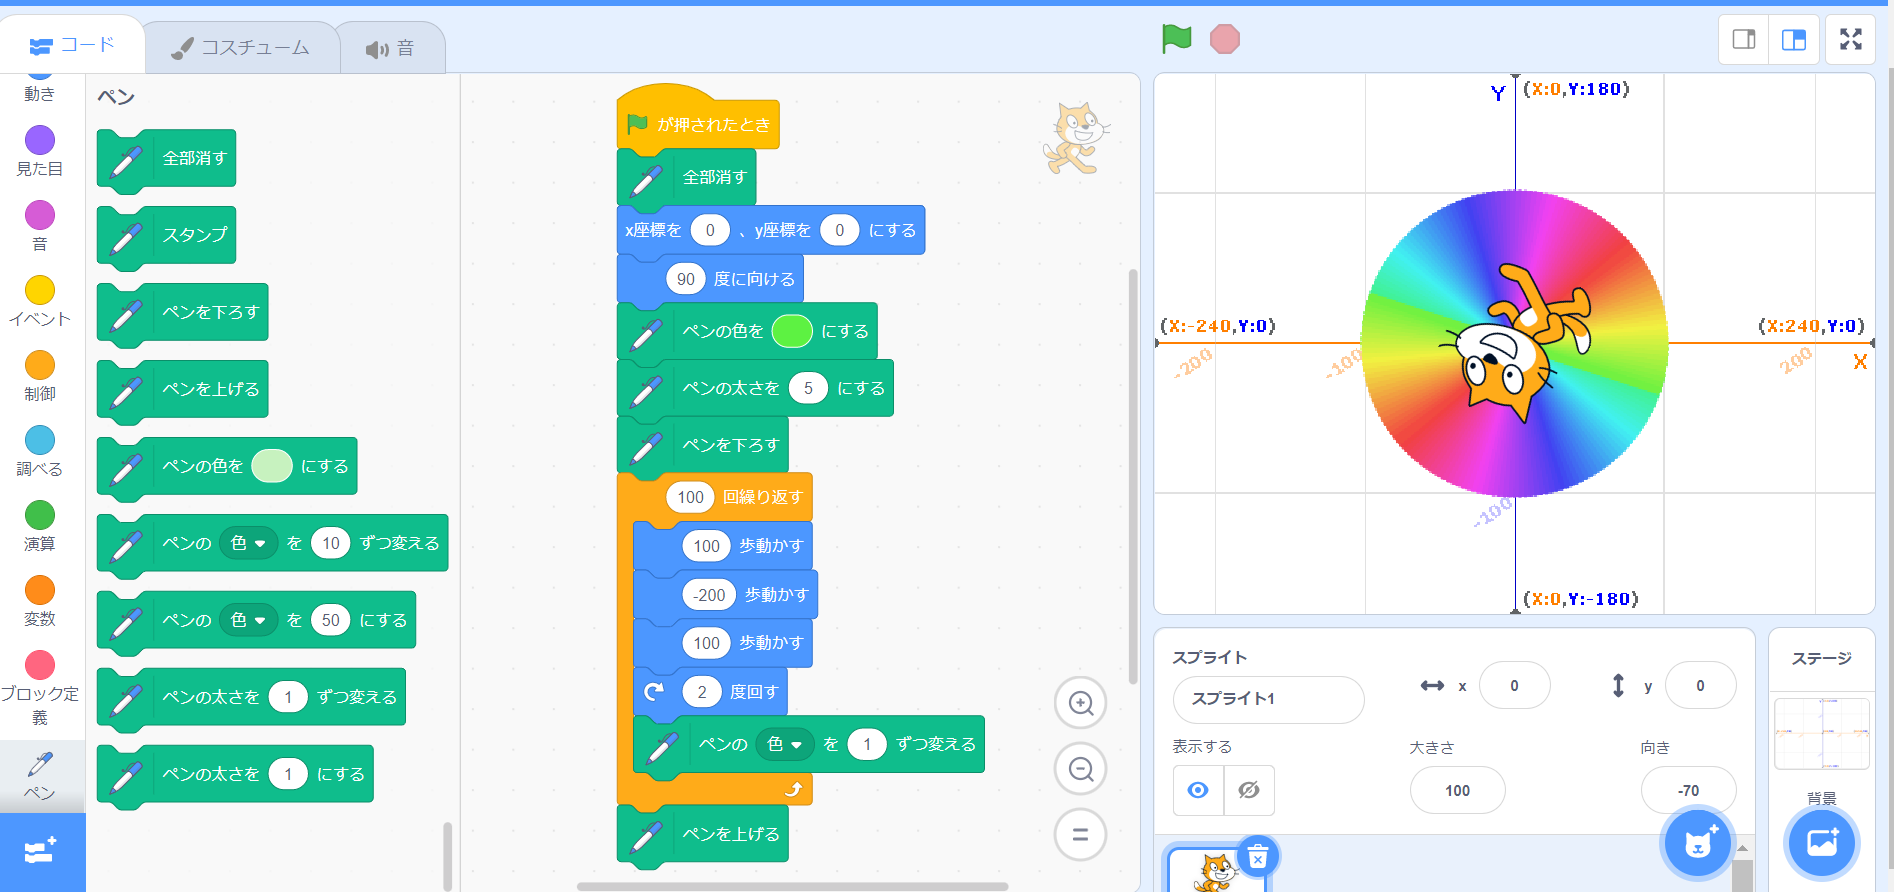 コード
コスチューム
音
動き
見た目
音
イベント
制御
調べる
演算
変数
ブロック定
義
ペン
ペン
全部消す
スタンプ
ペンを下ろす
ペンを上げる
ペンの色を にする
ペンの 色 を 10 ずつ変える
ペンの 色 を 50 にする
ペンの太さを 1 ずつ変える
ペンの太さを 1 にする
が押されたとき
全部消す
x座標を 0 、y座標を 0 にする
90 度に向ける
ペンの色を にする
ペンの太さを 5 にする
ペンを下ろす
100 回繰り返す
100 歩動かす
-200 歩動かす
100 歩動かす
2 度回す
ペンの 色 を 1 ずつ変える
ペンを上げる
Y (X:0,Y:180)
(X:-240,Y:0)
(X:240,Y:0)
X
-200
-100
200
-100
(X:0,Y:-180)
スプライト
スプライト1
x 0
y 0
表示する
大きさ
100
向き
-70
ステージ
背景